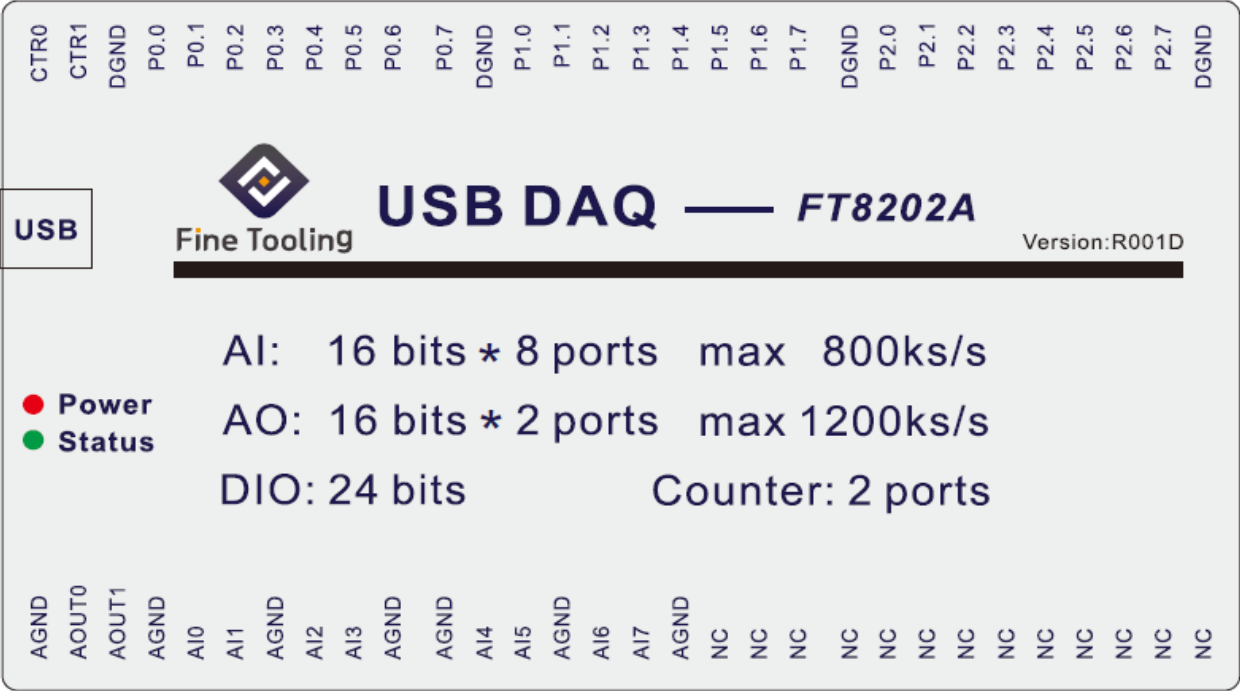 CTR0 CTR1 DGND P0.0 P0.1 P0.2 P0.3 P0.4 P0.5 P0.6 P0.7 DGND P1.0 P1.1 P1.2 P1.3 P1.4 P1.5 P1.6 P1.7 DGND P2.0 P2.1 P2.2 P2.3 P2.4 P2.5 P2.6 P2.7 DGND
USB
Fine Tooling
USB DAQ — FT8202A
Version:R001D
AI: 16 bits * 8 ports max 800ks/s
Power
AO: 16 bits * 2 ports max 1200ks/s
Status
DIO: 24 bits Counter: 2 ports
AGND AOUT0 AOUT1 AGND AI0 AI1 AGND AI2 AI3 AGND AGND AI4 AI5 AGND AI6 AI7 AGND NC NC NC NC NC NC NC NC NC NC NC NC NC